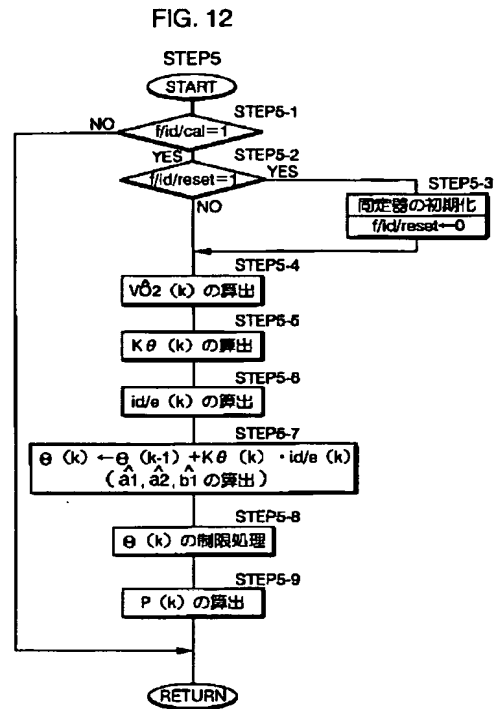 FIG. 12
STEP5
START
STEP5-1
NO
f/id/cal=1
YES
STEP5-2
f/id/reset=1
YES
STEP5-3
NO
同定器の初期化
f/id/reset←0
STEP5-4
VÔ2 (k) の算出
STEP5-5
Kθ (k) の算出
STEP5-6
id/e (k) の算出
STEP5-7
Θ (k) ←Θ (k-1) +Kθ (k) ・id/e (k)
(â1, â2, b̂1 の算出)
STEP5-8
Θ (k) の制限処理
STEP5-9
P (k) の算出
RETURN